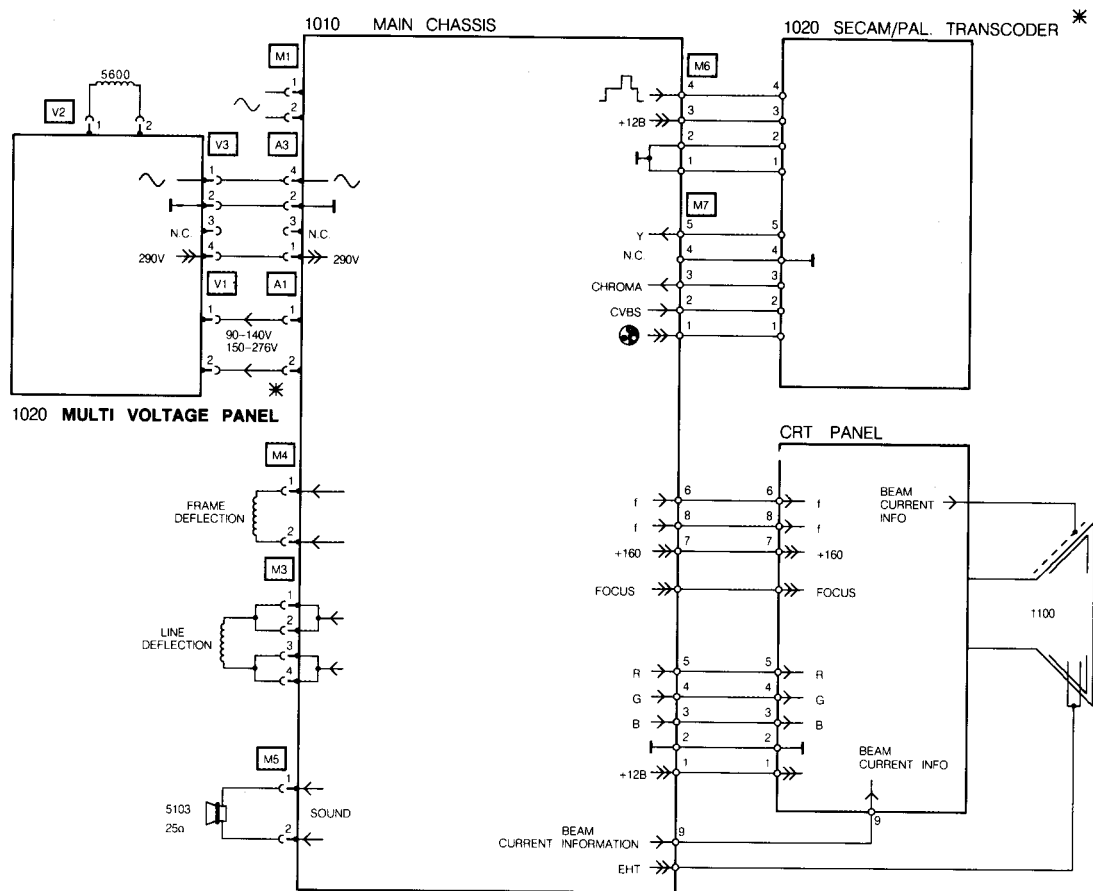 1010 MAIN CHASSIS
1020 SECAM/PAL. TRANSCODER *
M1
1
2
5600
V2
1 2
V3 A3
1 4
2 2
N.C. 3 3 N.C.
290V 4 1 290V
V1 A1
1 1
90-140V
150-276V
2 2
*
1020 MULTI VOLTAGE PANEL
M6
4 4
+12B 3 3
2 2
1 1
M7
Y 5 5
N.C. 4 4
CHROMA 3 3
CVBS 2 2
1 1
M4
1
FRAME
DEFLECTION
2
M3
1
2
LINE
DEFLECTION
3
4
M5
1
5103
25Ω
SOUND
2
CRT PANEL
f 6 6 f
f 8 8 f
+160 7 7 +160
FOCUS FOCUS
R 5 5 R
G 4 4 G
B 3 3 B
2 2
+12B 1 1
BEAM
CURRENT
INFO
1100
BEAM
CURRENT INFO
9
BEAM
CURRENT INFORMATION
9
EHT